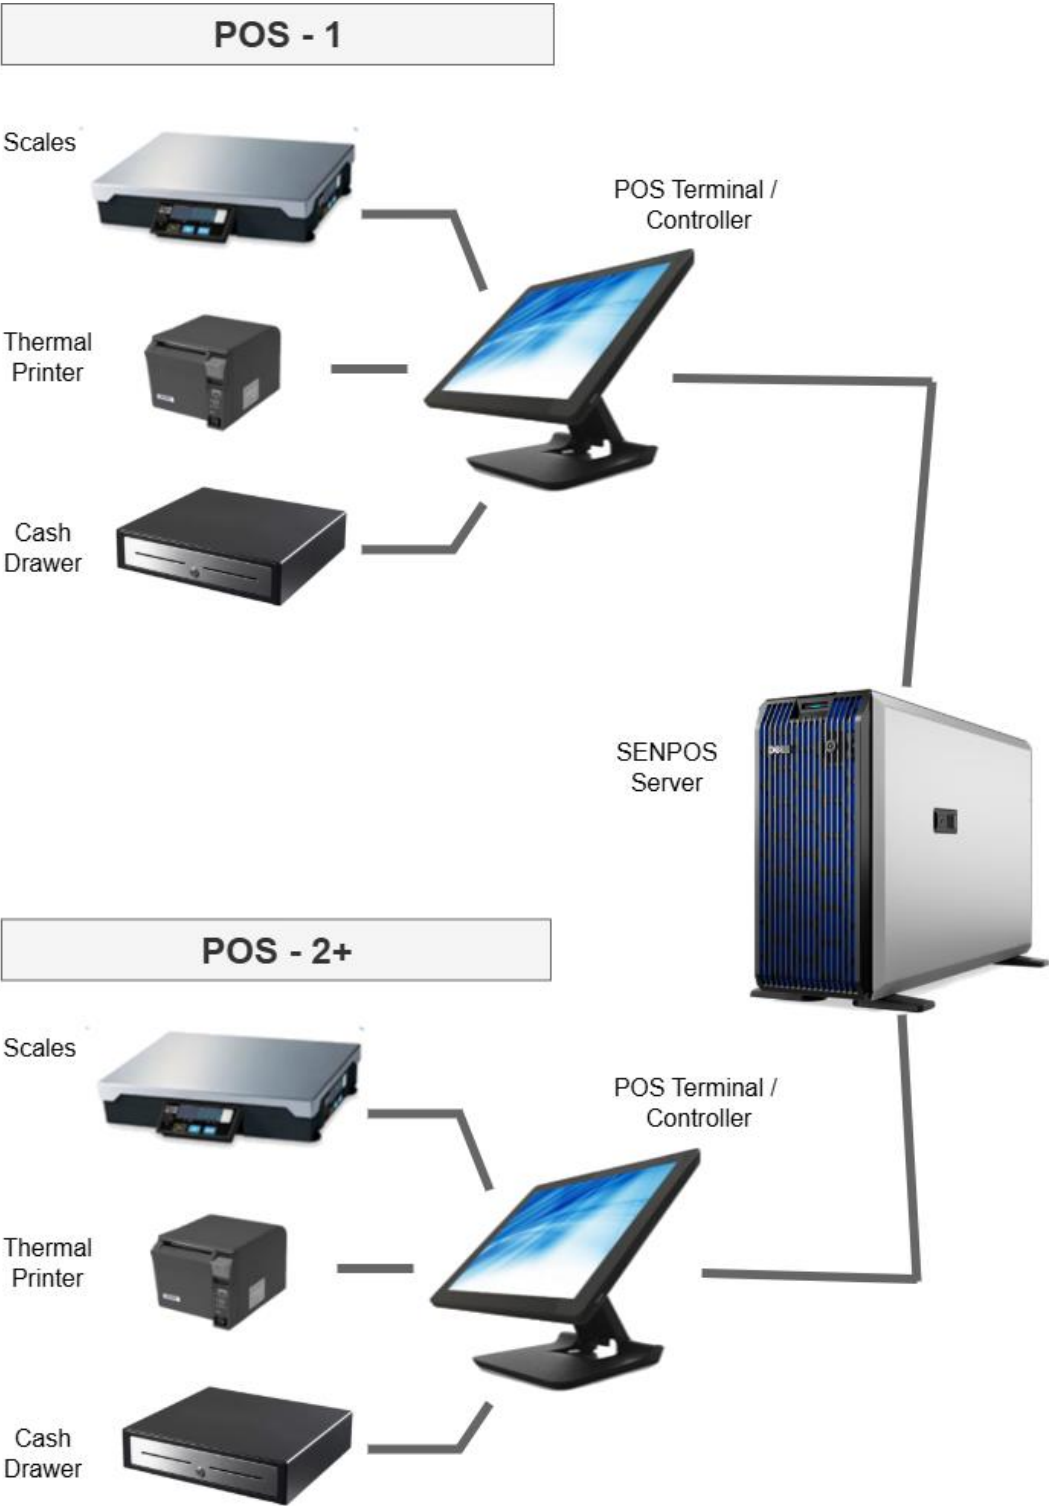 POS - 1
Scales
POS Terminal /
Controller
Thermal
Printer
Cash
Drawer
SENPOS
Server
DELL
POS - 2+
Scales
POS Terminal /
Controller
Thermal
Printer
Cash
Drawer